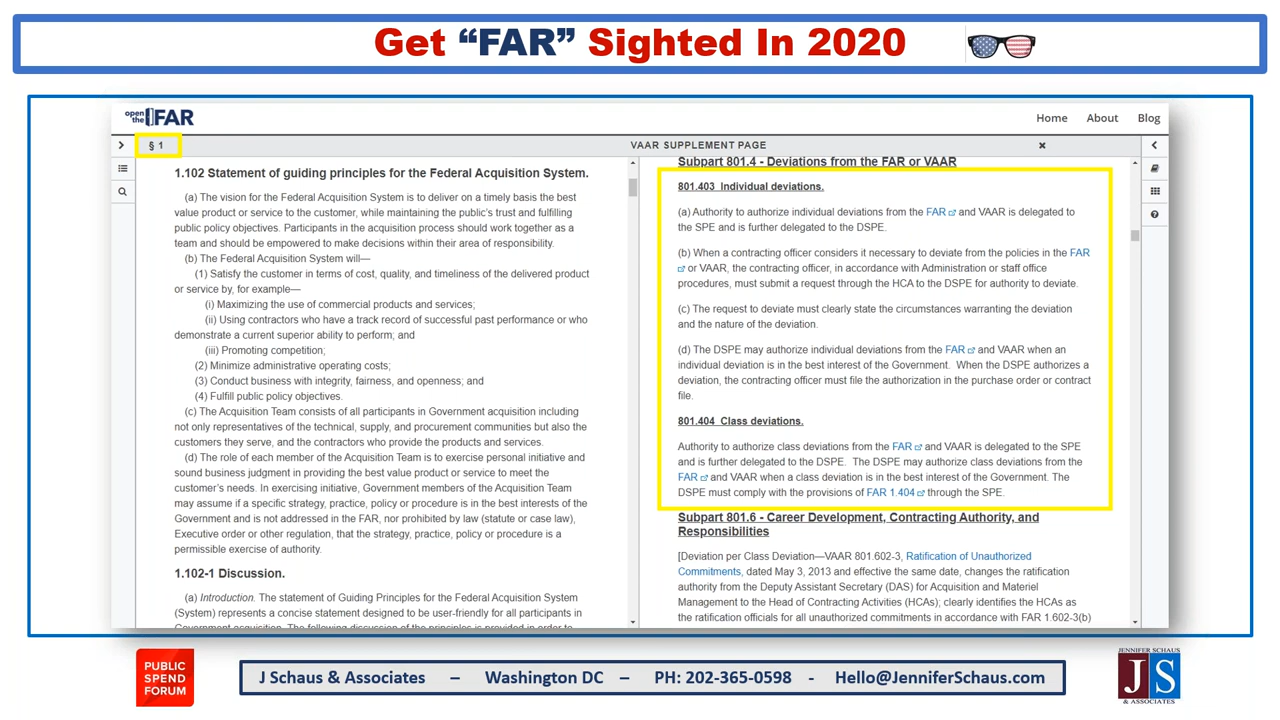 Get “FAR” Sighted In 2020
open the FAR
Home About Blog
§ 1
VAAR SUPPLEMENT PAGE
1.102 Statement of guiding principles for the Federal Acquisition System.
(a) The vision for the Federal Acquisition System is to deliver on a timely basis the best
value product or service to the customer, while maintaining the public’s trust and fulfilling
public policy objectives. Participants in the acquisition process should work together as a
team and should be empowered to make decisions within their area of responsibility.
(b) The Federal Acquisition System will—
(1) Satisfy the customer in terms of cost, quality, and timeliness of the delivered product
or service by, for example—
(i) Maximizing the use of commercial products and services;
(ii) Using contractors who have a track record of successful past performance or who
demonstrate a current superior ability to perform; and
(iii) Promoting competition;
(2) Minimize administrative operating costs;
(3) Conduct business with integrity, fairness, and openness; and
(4) Fulfill public policy objectives.
(c) The Acquisition Team consists of all participants in Government acquisition including
not only representatives of the technical, supply, and procurement communities but also the
customers they serve, and the contractors who provide the products and services.
(d) The role of each member of the Acquisition Team is to exercise personal initiative and
sound business judgment in providing the best value product or service to meet the
customer’s needs. In exercising initiative, Government members of the Acquisition Team
may assume if a specific strategy, practice, policy or procedure is in the best interests of the
Government and is not addressed in the FAR, nor prohibited by law (statute or case law),
Executive order or other regulation, that the strategy, practice, policy or procedure is a
permissible exercise of authority.
1.102-1 Discussion.
(a) Introduction. The statement of Guiding Principles for the Federal Acquisition System
(System) represents a concise statement designed to be user-friendly for all participants in
Government acquisition. The following discussion of the principles is provided in order to
Subpart 801.4 - Deviations from the FAR or VAAR
801.403 Individual deviations.
(a) Authority to authorize individual deviations from the FAR and VAAR is delegated to
the SPE and is further delegated to the DSPE.
(b) When a contracting officer considers it necessary to deviate from the policies in the FAR
or VAAR, the contracting officer, in accordance with Administration or staff office
procedures, must submit a request through the HCA to the DSPE for authority to deviate.
(c) The request to deviate must clearly state the circumstances warranting the deviation
and the nature of the deviation.
(d) The DSPE may authorize individual deviations from the FAR and VAAR when an
individual deviation is in the best interest of the Government. When the DSPE authorizes a
deviation, the contracting officer must file the authorization in the purchase order or contract
file.
801.404 Class deviations.
Authority to authorize class deviations from the FAR and VAAR is delegated to the SPE
and is further delegated to the DSPE. The DSPE may authorize class deviations from the
FAR and VAAR when a class deviation is in the best interest of the Government. The
DSPE must comply with the provisions of FAR 1.404 through the SPE.
Subpart 801.6 - Career Development, Contracting Authority, and
Responsibilities
[Deviation per Class Deviation—VAAR 801.602-3, Ratification of Unauthorized
Commitments, dated May 3, 2013 and effective the same date, changes the ratification
authority from the Deputy Assistant Secretary (DAS) for Acquisition and Materiel
Management to the Head of Contracting Activities (HCAs); clearly identifies the HCAs as
the ratification officials for all unauthorized commitments in accordance with FAR 1.602-3(b)
PUBLIC
SPEND
FORUM
J Schaus & Associates – Washington DC – PH: 202-365-0598 - Hello@JenniferSchaus.com
JENNIFER SCHAUS
J S
& ASSOCIATES